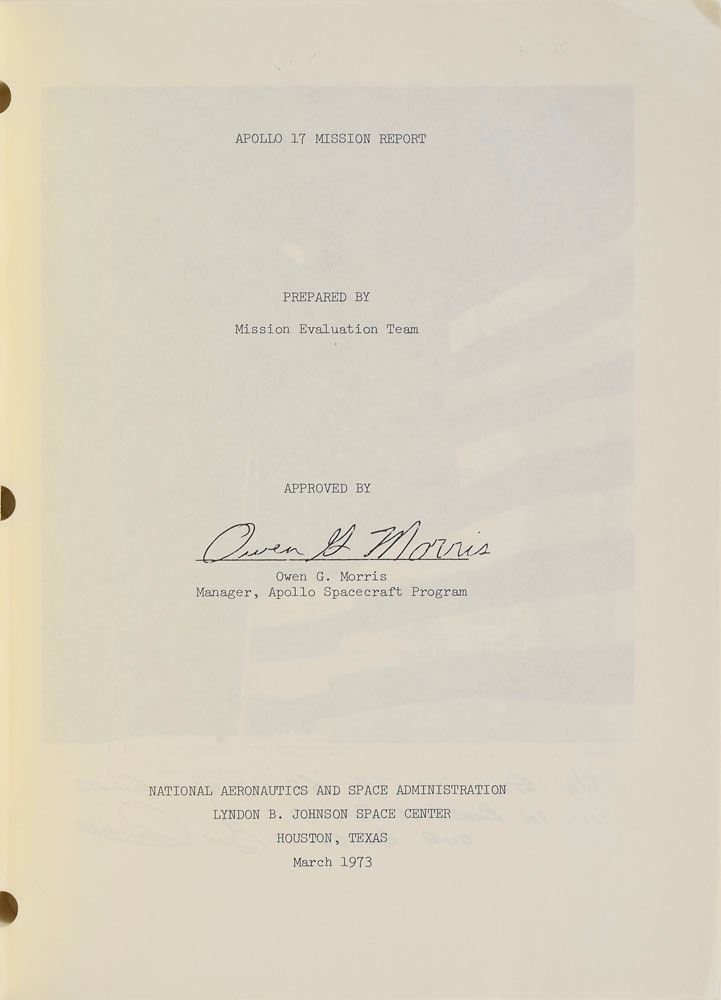 APOLLO 17 MISSION REPORT
PREPARED BY
Mission Evaluation Team
APPROVED BY
Owen G Morris
Owen G. Morris
Manager, Apollo Spacecraft Program
NATIONAL AERONAUTICS AND SPACE ADMINISTRATION
LYNDON B. JOHNSON SPACE CENTER
HOUSTON, TEXAS
March 1973